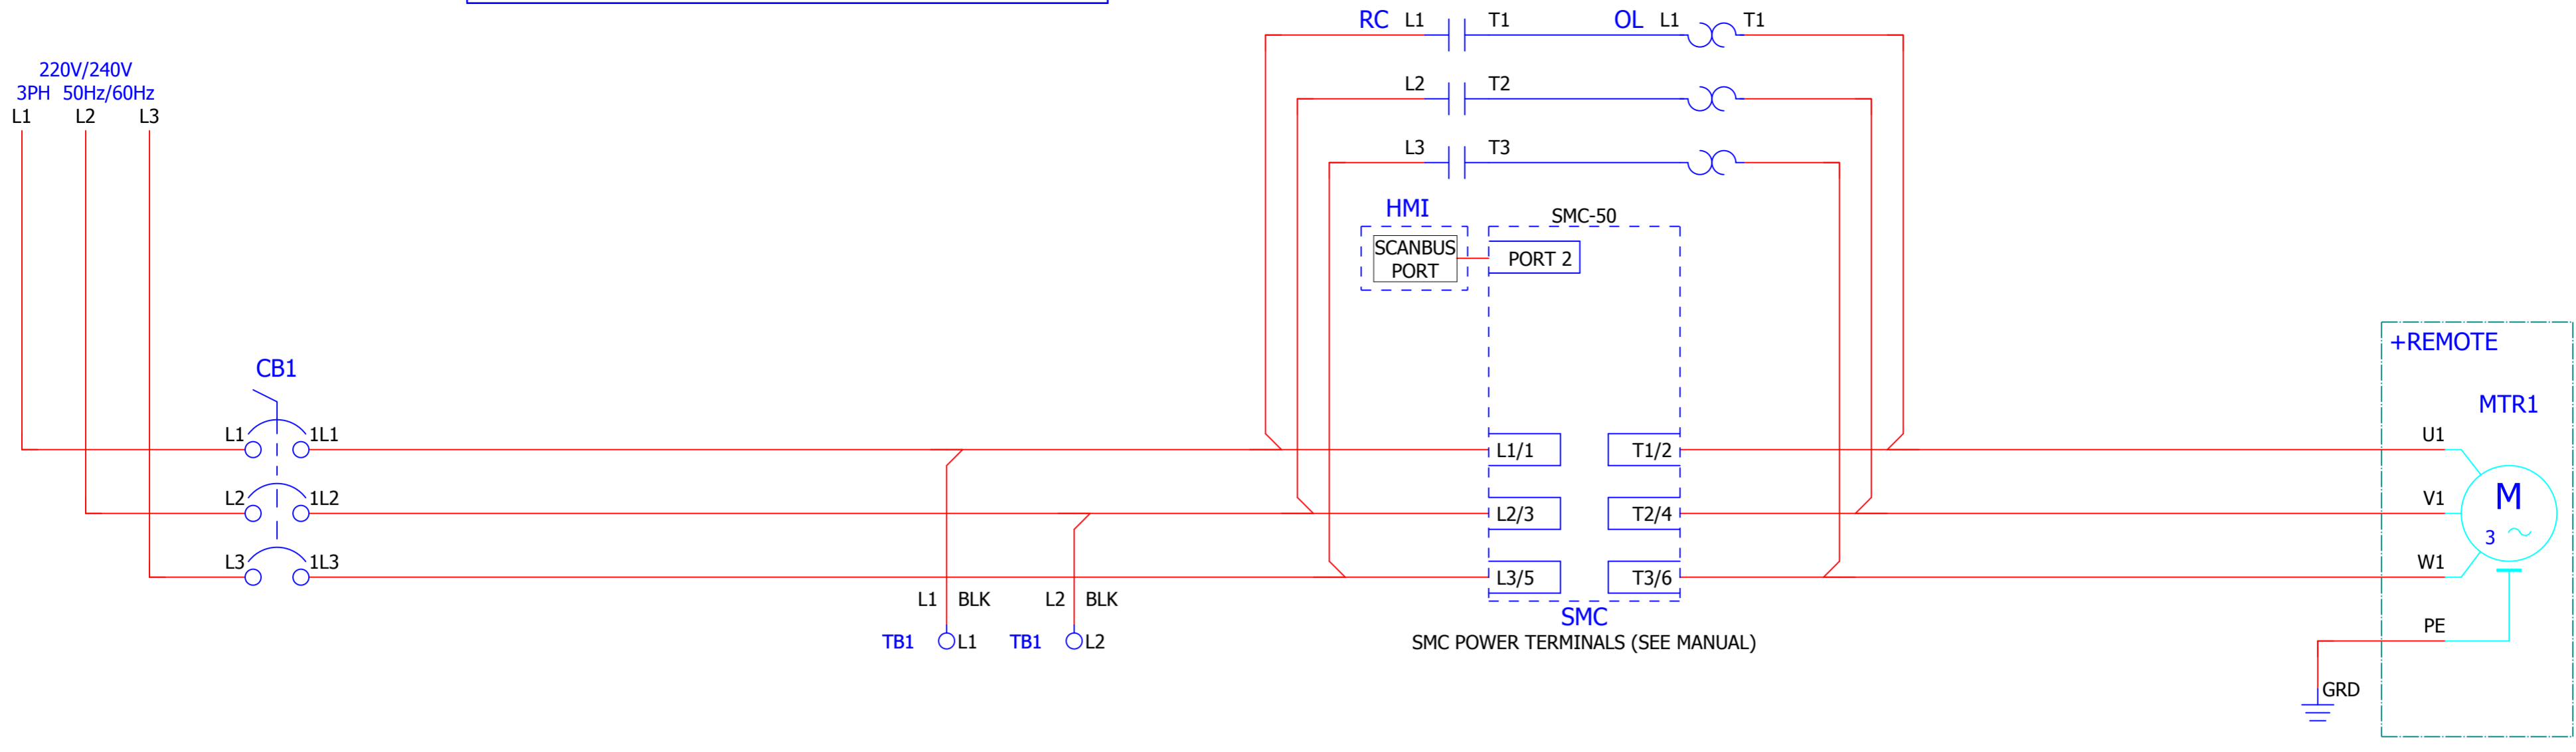 RC L1 T1 OL L1 T1
220V/240V
3PH 50Hz/60Hz
L1 L2 L3
L2 T2
L3 T3
HMI
SCANBUS
PORT
SMC-50
PORT 2
+REMOTE
MTR1
CB1
L1 1L1
L1/1 T1/2
U1
L2 1L2
L2/3 T2/4
V1
M
3
L3 1L3
L3/5 T3/6
W1
L1 BLK L2 BLK
TB1 L1 TB1 L2
SMC
SMC POWER TERMINALS (SEE MANUAL)
PE
GRD